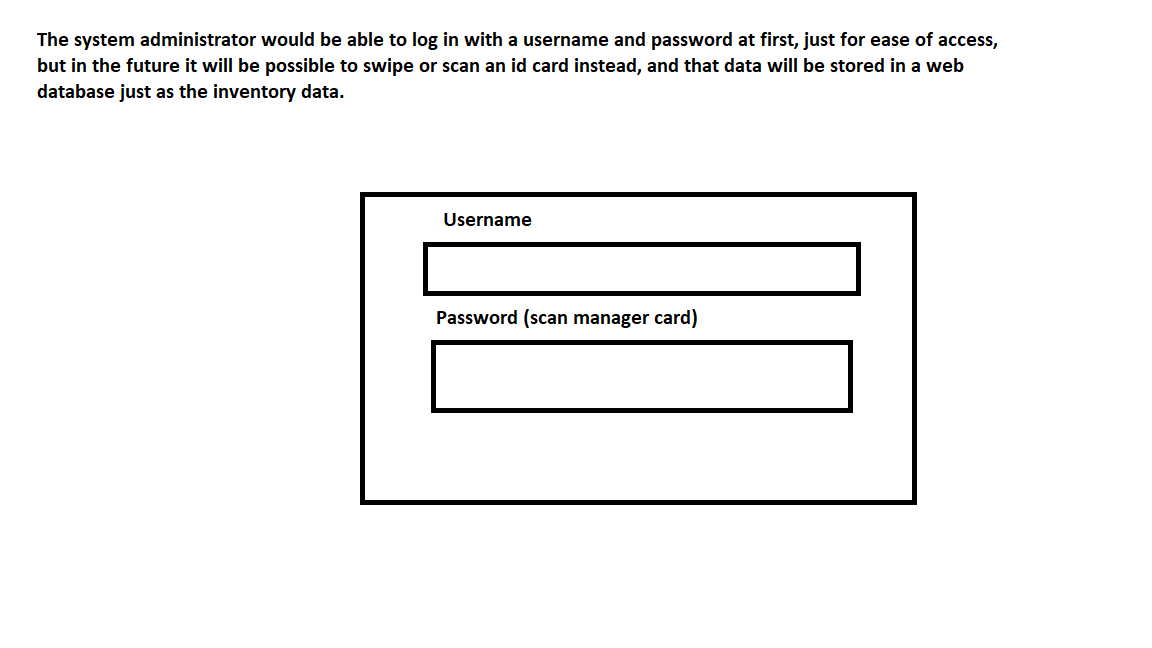 The system administrator would be able to log in with a username and password at first, just for ease of access,
but in the future it will be possible to swipe or scan an id card instead, and that data will be stored in a web
database just as the inventory data.
Username
Password (scan manager card)